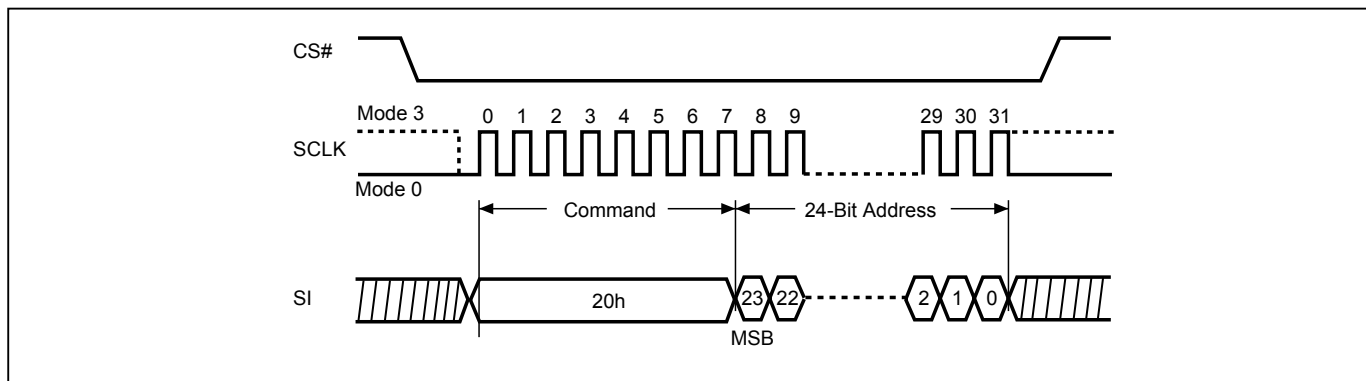 CS#
Mode 3
0 1 2 3 4 5 6 7 8 9 29 30 31
SCLK
Mode 0
Command 24-Bit Address
SI 20h 23 22 2 1 0
MSB